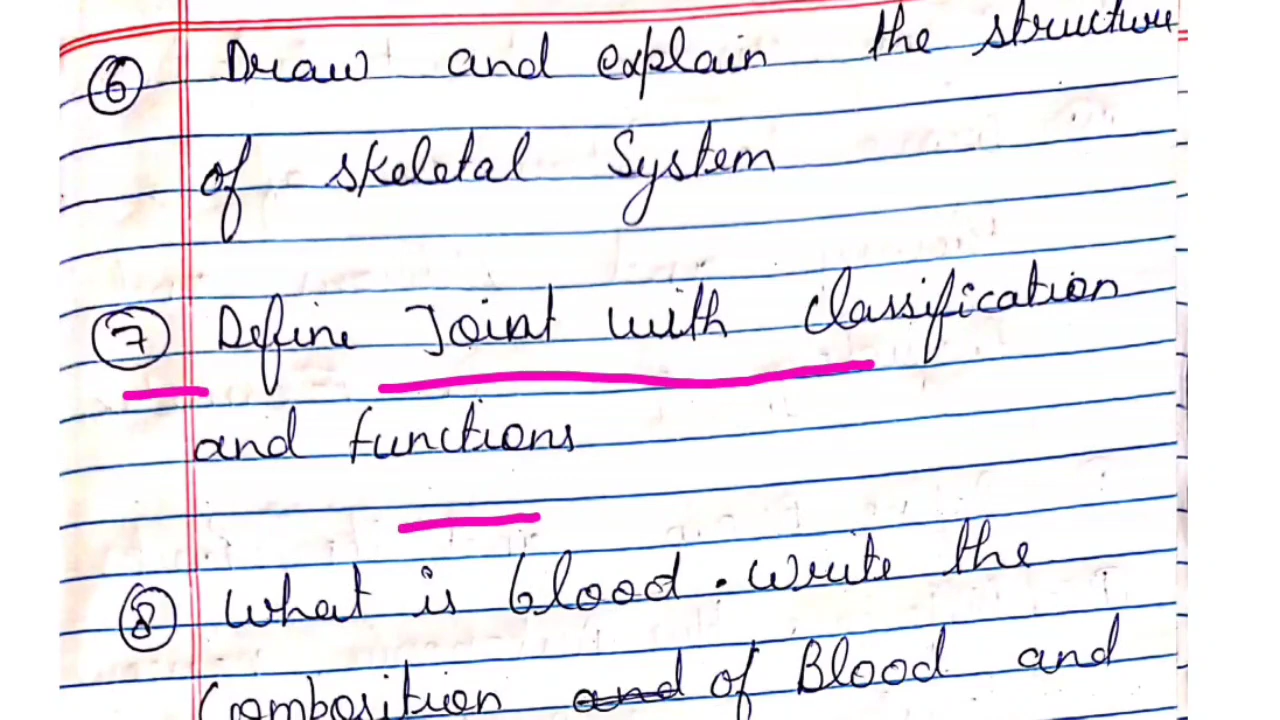 6 Draw and explain the structure
of skeletal System
7 Define Joint with classification
and functions
8 What is blood. Write the
Composition and of Blood and